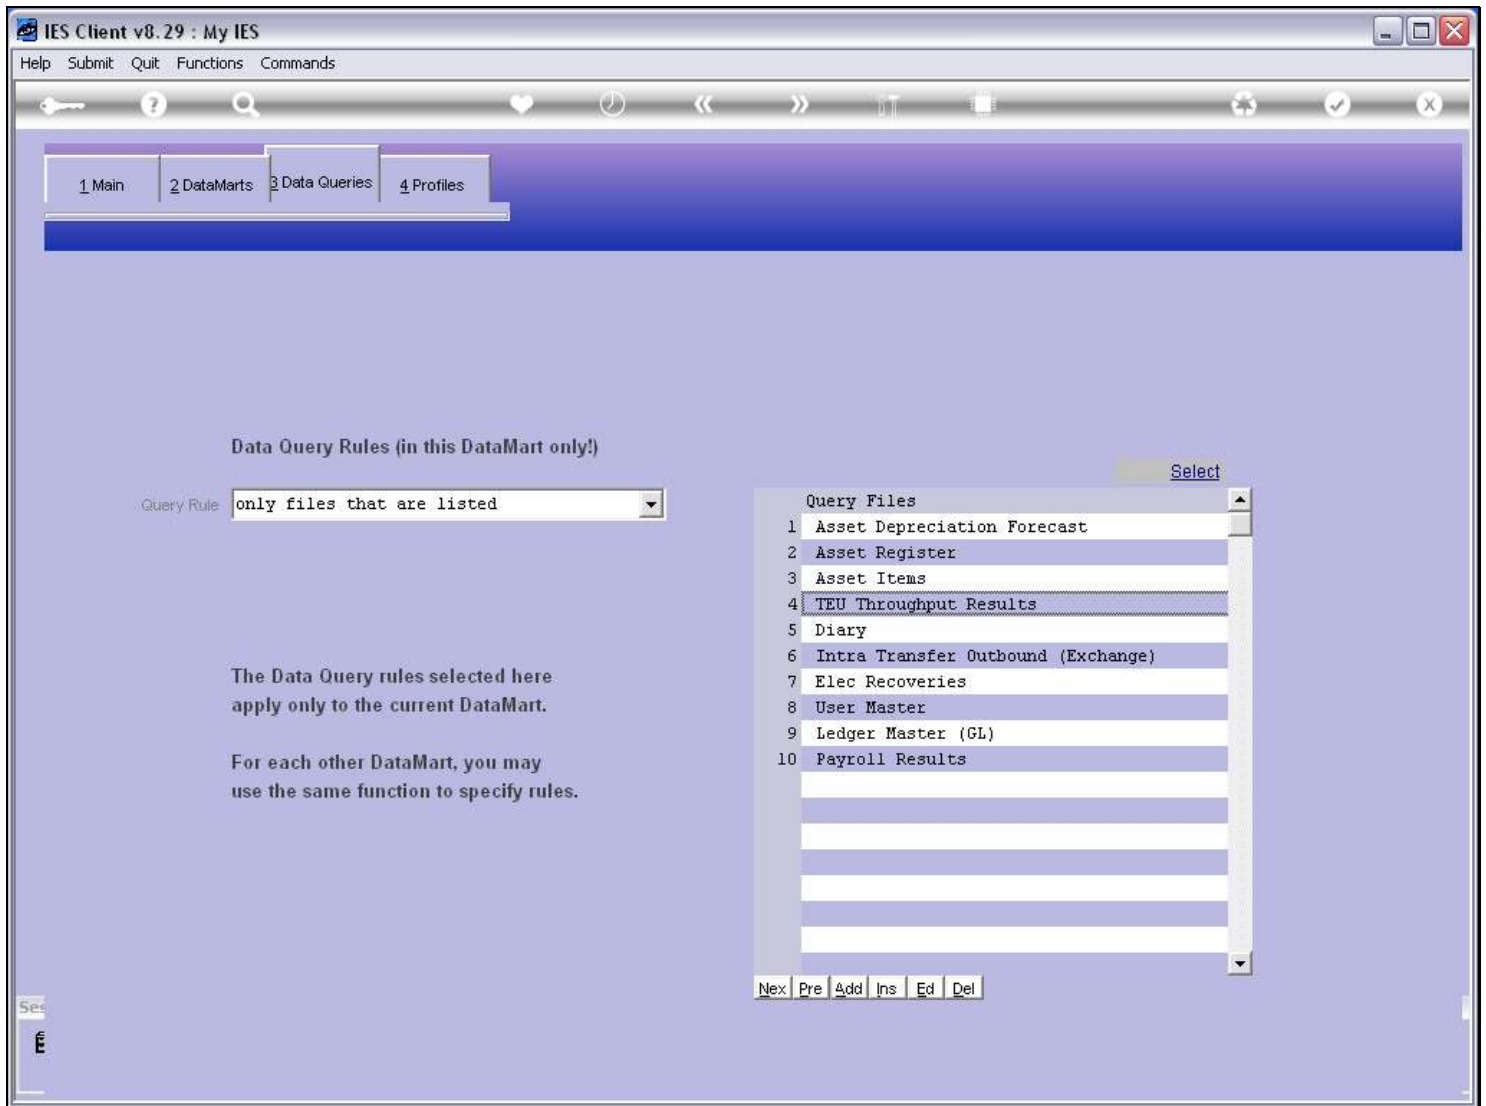 IES Client v8.29 : My IES
Help Submit Quit Functions Commands
1 Main
2 DataMarts
3 Data Queries
4 Profiles
Data Query Rules (in this DataMart only!)
Select
Query Rule
only files that are listed
Query Files
1 Asset Depreciation Forecast
2 Asset Register
3 Asset Items
4 TEU Throughput Results
5 Diary
6 Intra Transfer Outbound (Exchange)
7 Elec Recoveries
8 User Master
9 Ledger Master (GL)
10 Payroll Results
The Data Query rules selected here
apply only to the current DataMart.
For each other DataMart, you may
use the same function to specify rules.
Nex Pre Add Ins Ed Del
Ses